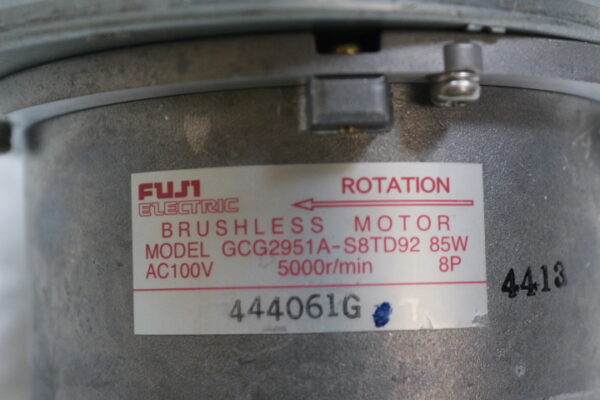 FUJI ROTATION
ELECTRIC
BRUSHLESS MOTOR
MODEL GCG2951A-S8TD92 85W
AC100V 5000r/min 8P
444061G
4413